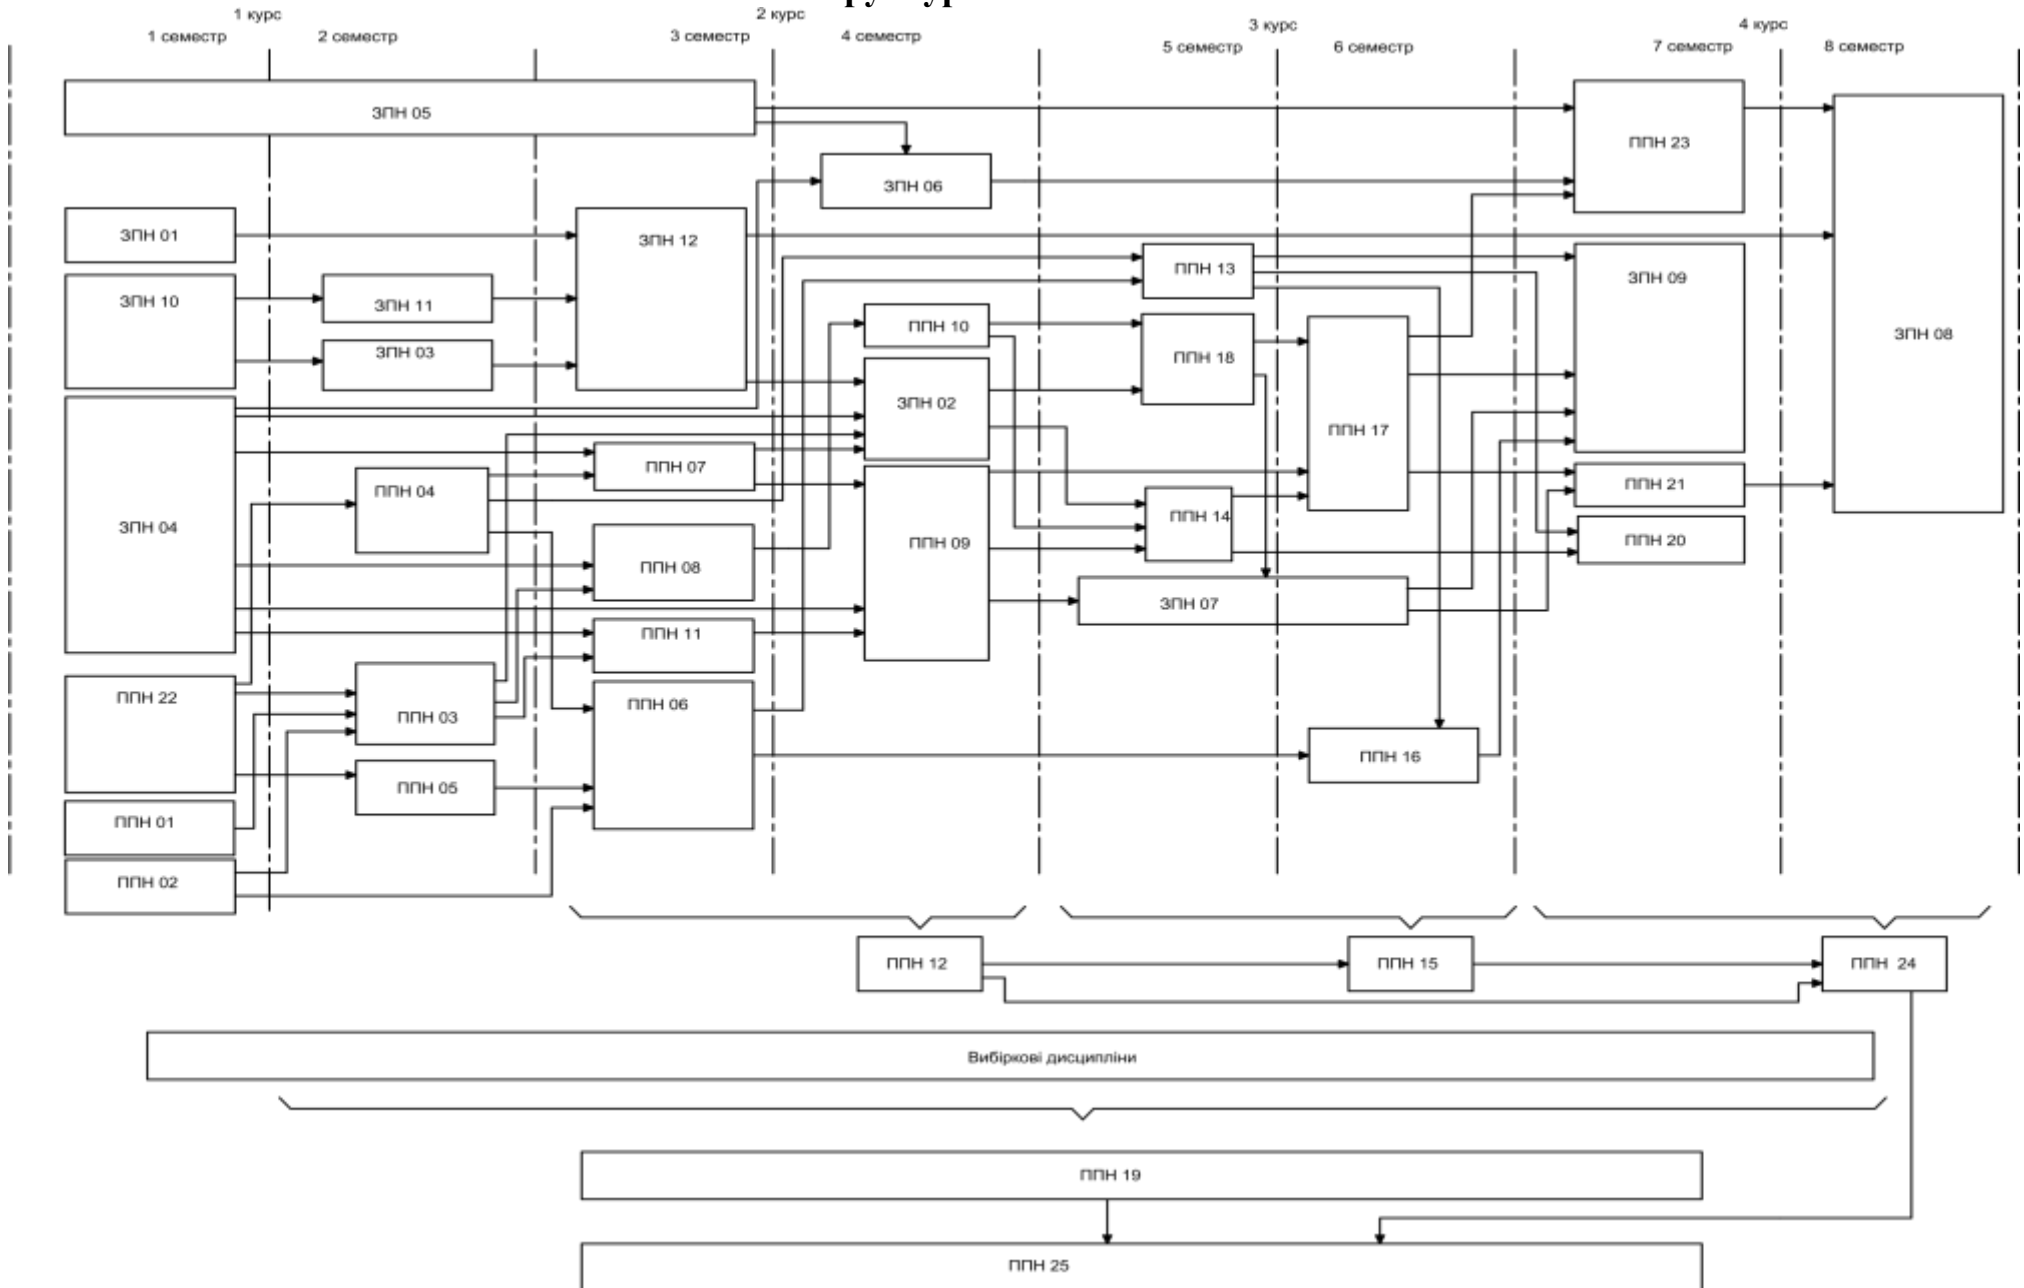 1 курс
2 курс
3 курс
4 курс
1 семестр
2 семестр
3 семестр
4 семестр
5 семестр
6 семестр
7 семестр
8 семестр
ЗПН 05
ППН 23
ЗПН 06
ЗПН 01
ЗПН 12
ППН 13
ЗПН 10
ЗПН 11
ЗПН 09
ППН 10
ЗПН 08
ЗПН 03
ППН 18
ЗПН 02
ППН 17
ППН 07
ППН 04
ППН 21
ППН 14
ЗПН 04
ППН 09
ППН 20
ППН 08
ЗПН 07
ППН 11
ППН 22
ППН 06
ППН 03
ППН 16
ППН 05
ППН 01
ППН 02
ППН 12
ППН 15
ППН 24
Вибіркові дисципліни
ППН 19
ППН 25